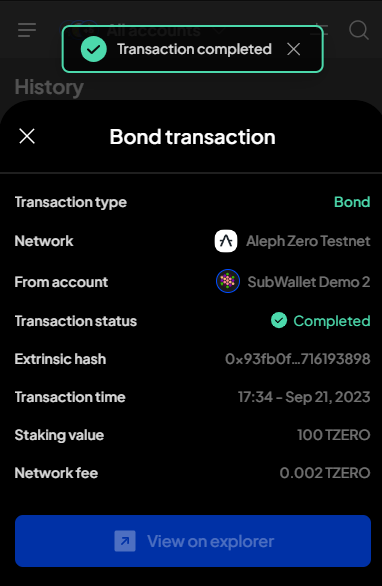 All accounts
Transaction completed
History
Bond transaction
Transaction type Bond
Network Aleph Zero Testnet
From account SubWallet Demo 2
Transaction status Completed
Extrinsic hash 0x93fb0f...716193898
Transaction time 17:34 - Sep 21, 2023
Staking value 100 TZERO
Network fee 0.002 TZERO
View on explorer